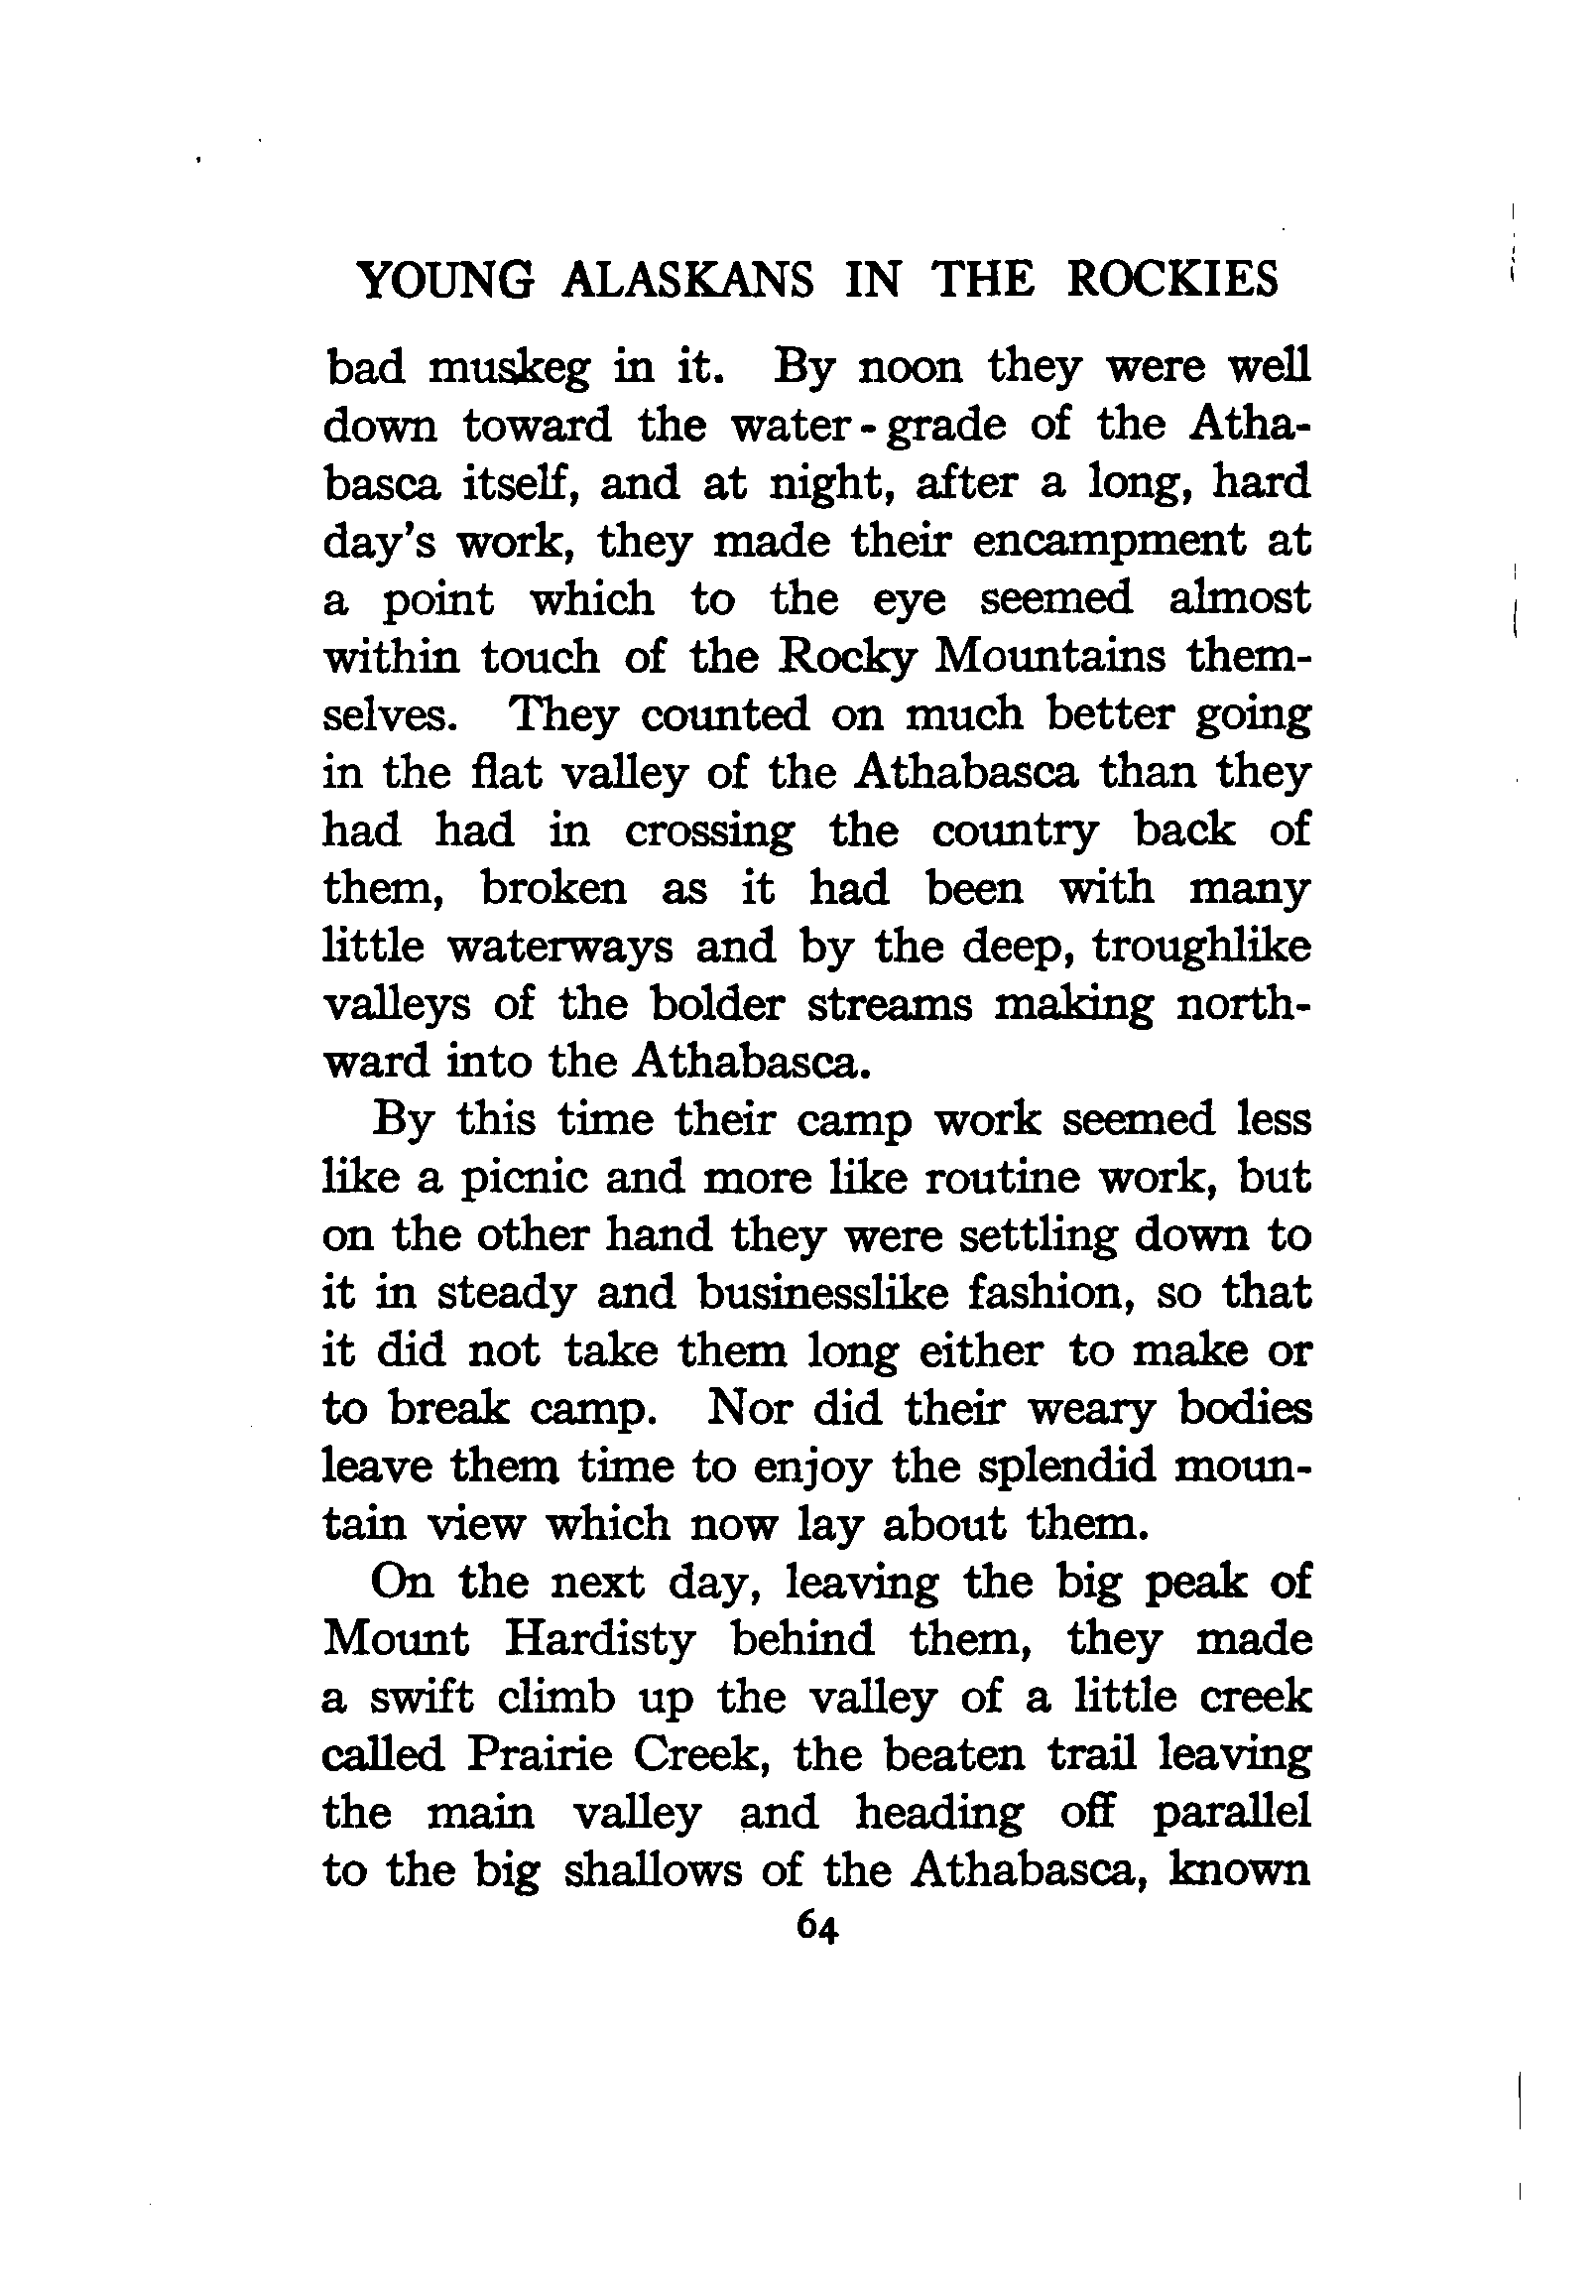 YOUNG ALASKANS IN THE ROCKIES
bad muskeg in it. By noon they were well
down toward the water-grade of the Atha-
basca itself, and at night, after a long, hard
day's work, they made their encampment at
a point which to the eye seemed almost
within touch of the Rocky Mountains them-
selves. They counted on much better going
in the flat valley of the Athabasca than they
had had in crossing the country back of
them, broken as it had been with many
little waterways and by the deep, troughlike
valleys of the bolder streams making north-
ward into the Athabasca.
By this time their camp work seemed less
like a picnic and more like routine work, but
on the other hand they were settling down to
it in steady and businesslike fashion, so that
it did not take them long either to make or
to break camp. Nor did their weary bodies
leave them time to enjoy the splendid moun-
tain view which now lay about them.
On the next day, leaving the big peak of
Mount Hardisty behind them, they made
a swift climb up the valley of a little creek
called Prairie Creek, the beaten trail leaving
the main valley and heading off parallel
to the big shallows of the Athabasca, known
64